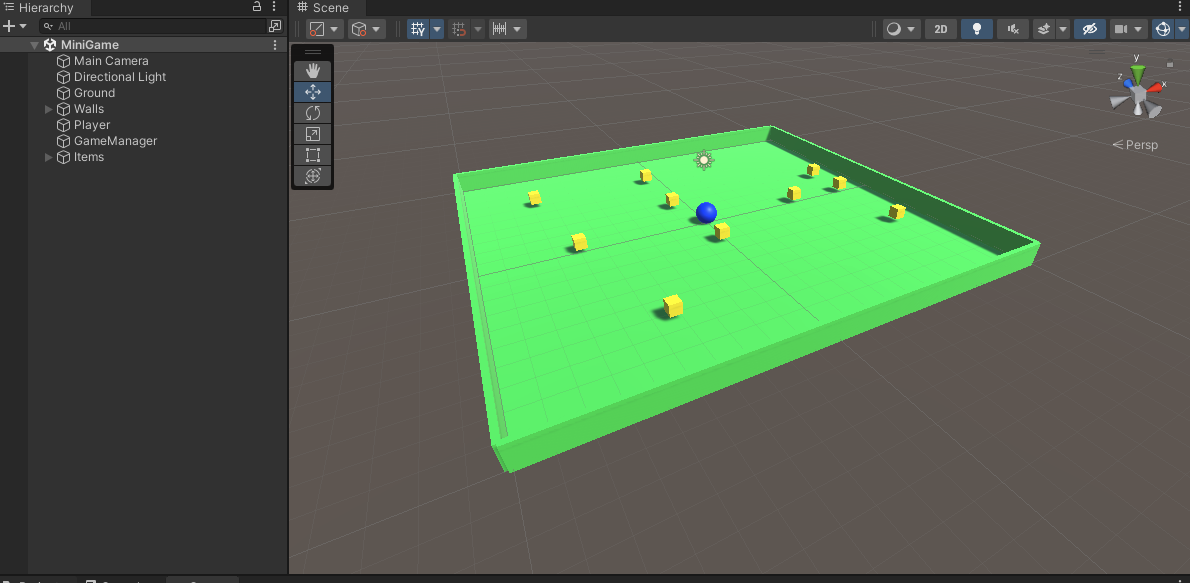 Hierarchy
Scene
All
2D
MiniGame
Main Camera
Directional Light
Ground
Walls
Player
GameManager
Items
y
z
x
Persp